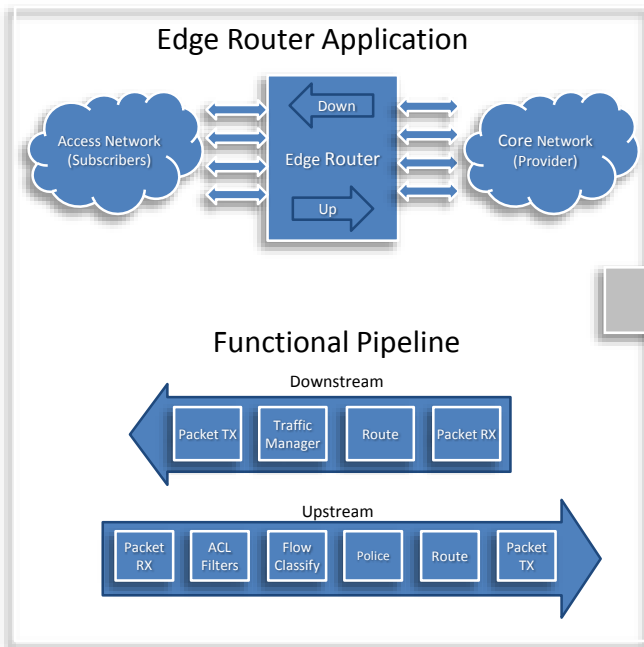 Edge Router Application
Access Network
(Subscribers)
Down
Edge Router
Up
Core Network
(Provider)
Functional Pipeline
Downstream
Packet TX
Traffic
Manager
Route
Packet RX
Upstream
Packet
RX
ACL
Filters
Flow
Classify
Police
Route
Packet
TX